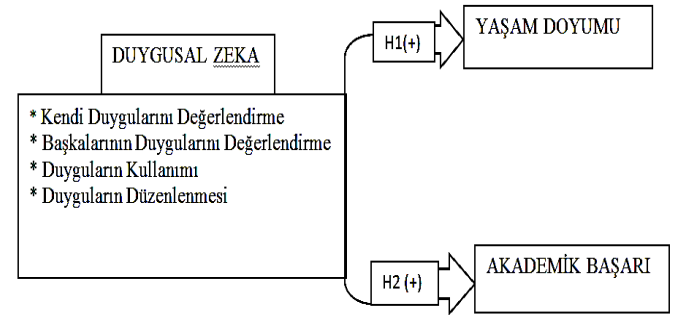 DUYGUSAL ZEKA
* Kendi Duygularını Değerlendirme
* Başkalarının Duygularını Değerlendirme
* Duyguların Kullanımı
* Duyguların Düzenlenmesi
H1(+)
YAŞAM DOYUMU
H2 (+)
AKADEMİK BAŞARI